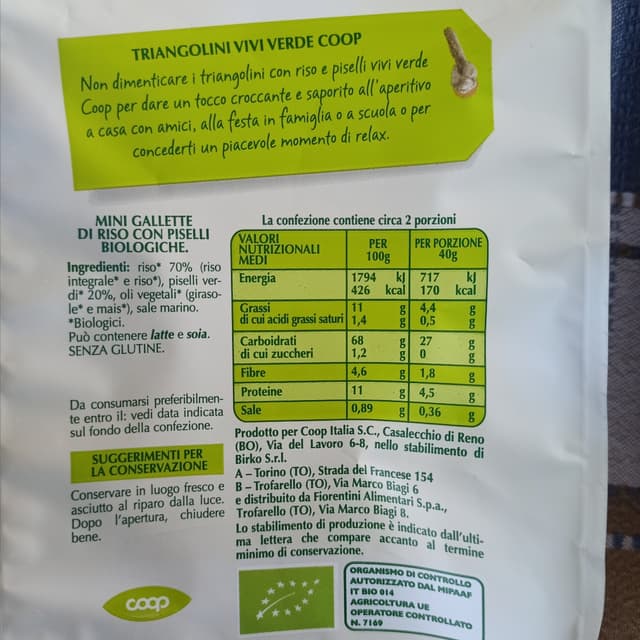 TRIANGOLINI VIVI VERDE COOP
Non dimenticare i triangolini con riso e piselli vivi verde
Coop per dare un tocco croccante e saporito all'aperitivo
a casa con amici, alla festa in famiglia o a scuola o per
concederti un piacevole momento di relax.
MINI GALLETTE
DI RISO CON PISELLI
BIOLOGICHE.
Ingredienti: riso* 70% (riso
integrale* e riso*), piselli ver-
di* 20%, oli vegetali* (giraso-
le* e mais*), sale marino.
*Biologici.
Può contenere latte e soia.
SENZA GLUTINE.
Da consumarsi preferibilmen-
te entro il: vedi data indicata
sul fondo della confezione.
SUGGERIMENTI PER
LA CONSERVAZIONE
Conservare in luogo fresco e
asciutto al riparo dalla luce.
Dopo l'apertura, chiudere
bene.
coop
La confezione contiene circa 2 porzioni
VALORI
NUTRIZIONALI
MEDI
PER
100g
PER PORZIONE
40g
Energia 1794 kj 717 kj
426 kcal 170 kcal
Grassi 11 g 4,4 g
di cui acidi grassi saturi 1,4 g 0,5 g
Carboidrati 68 g 27 g
di cui zuccheri 1,2 g 0 g
Fibre 4,6 g 1,8 g
Proteine 11 g 4,5 g
Sale 0,89 g 0,36 g
Prodotto per Coop Italia S.C., Casalecchio di Reno
(BO), Via del Lavoro 6-8, nello stabilimento di
Birko S.r.l.
A – Torino (TO), Strada del Francese 154
B – Trofarello (TO), Via Marco Biagi 6
e distribuito da Fiorentini Alimentari S.p.a.,
Trofarello (TO), Via Marco Biagi 8.
Lo stabilimento di produzione è indicato dall'ulti-
ma lettera che compare accanto al termine
minimo di conservazione.
ORGANISMO DI CONTROLLO
AUTORIZZATO DAL MIPAAF
IT BIO 014
AGRICOLTURA UE
OPERATORE CONTROLLATO
N. 7169